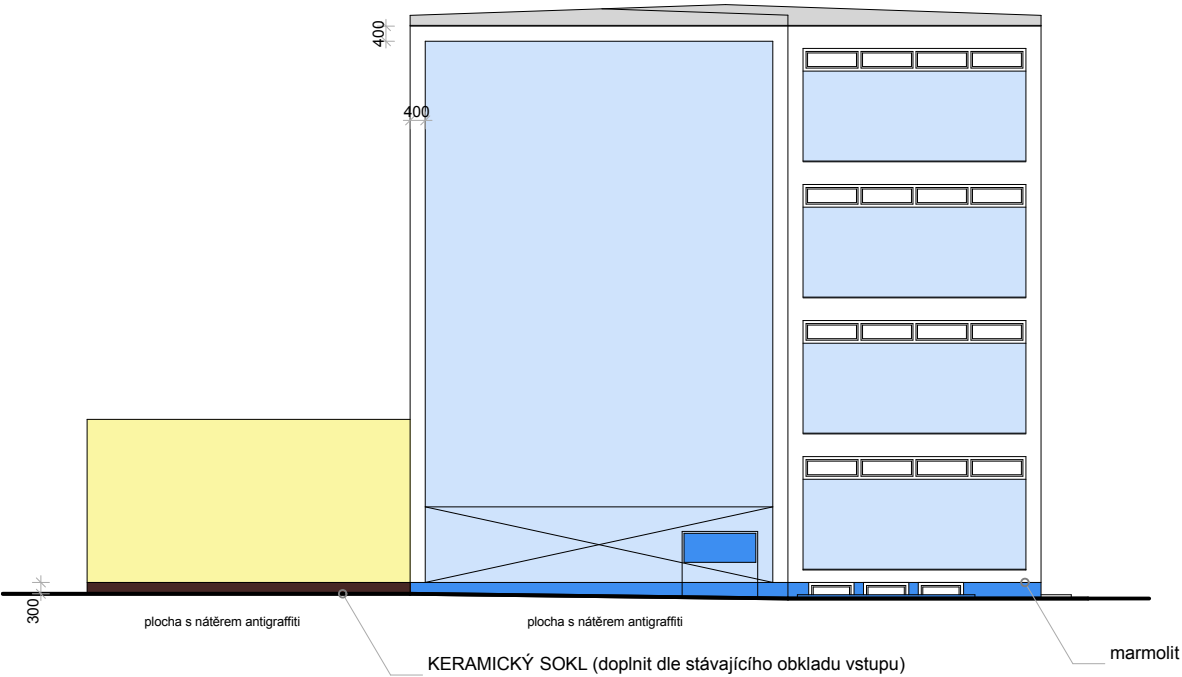 400
400
300
plocha s nátěrem antigraffiti
plocha s nátěrem antigraffiti
marmolit
KERAMICKÝ SOKL (doplnit dle stávajícího obkladu vstupu)